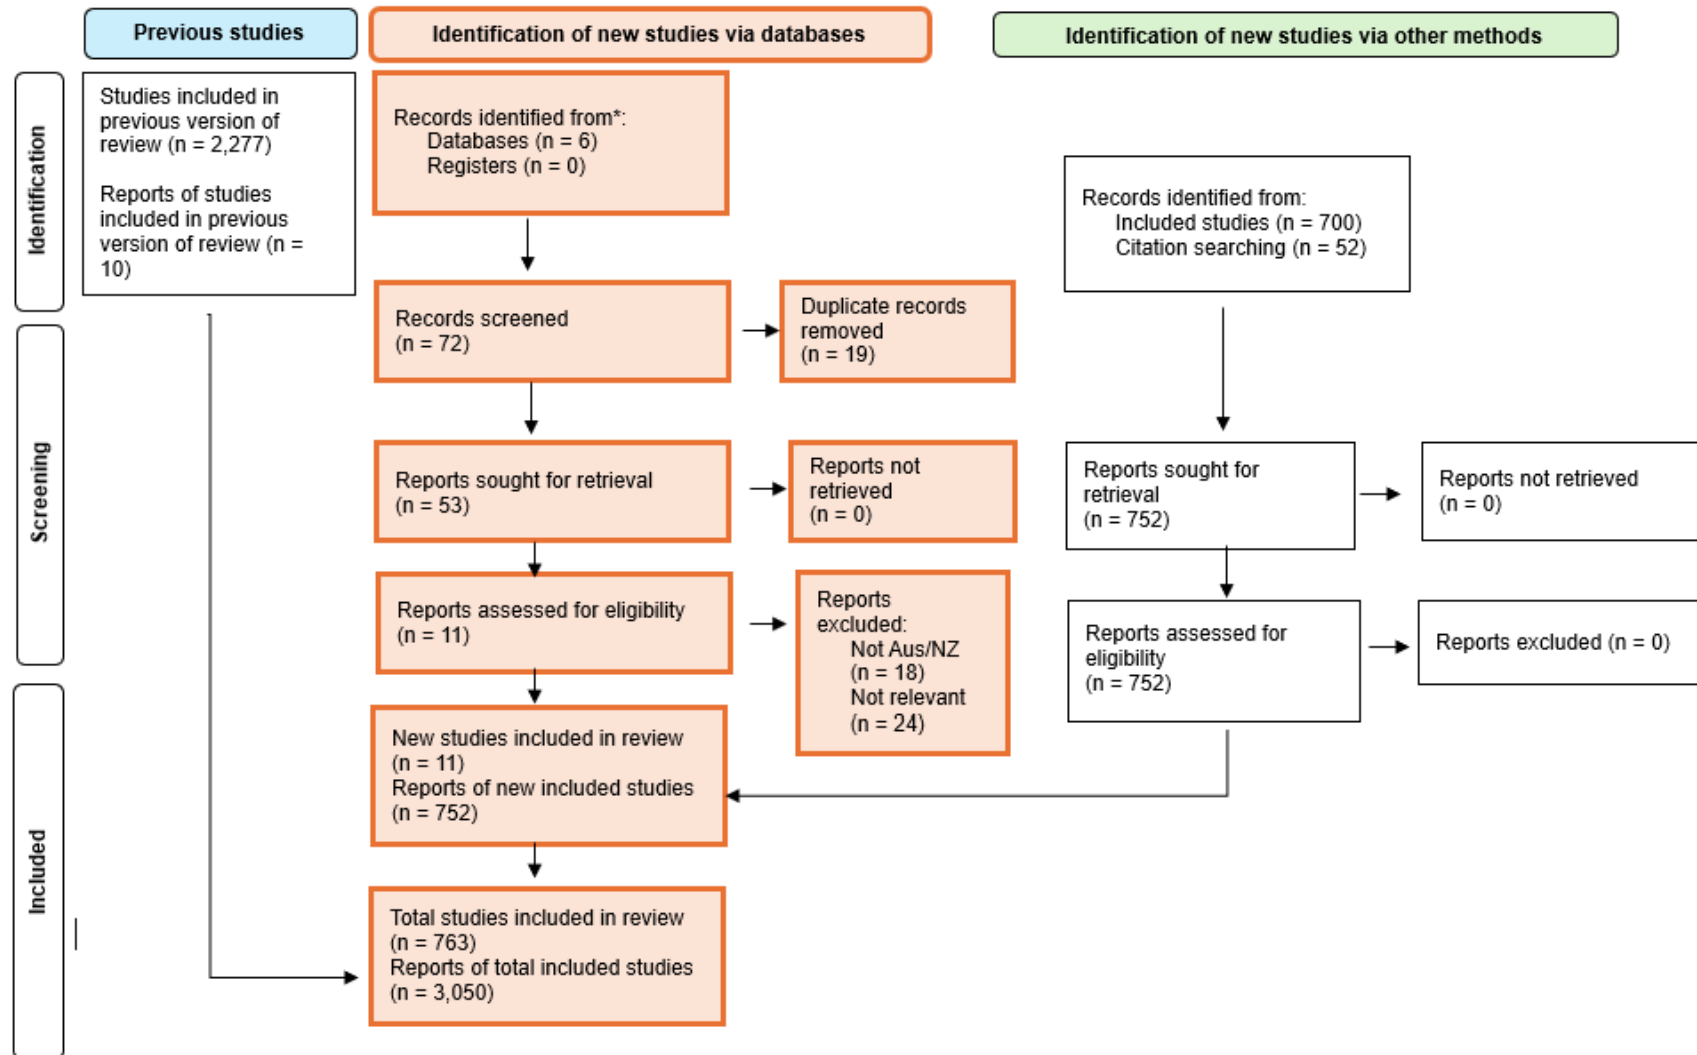 Previous studies
Identification of new studies via databases
Identification of new studies via other methods
Identification
Studies included in
previous version of
review (n = 2,277)
Reports of studies
included in previous
version of review (n =
10)
Records identified from*:
Databases (n = 6)
Registers (n = 0)
Records identified from:
Included studies (n = 700)
Citation searching (n = 52)
Screening
Records screened
(n = 72)
Duplicate records
removed
(n = 19)
Reports sought for retrieval
(n = 53)
Reports not
retrieved
(n = 0)
Reports sought for
retrieval
(n = 752)
Reports not retrieved
(n = 0)
Reports assessed for eligibility
(n = 11)
Reports
excluded:
Not Aus/NZ
(n = 18)
Not relevant
(n = 24)
Reports assessed for
eligibility
(n = 752)
Reports excluded (n = 0)
Included
New studies included in review
(n = 11)
Reports of new included studies
(n = 752)
Total studies included in review
(n = 763)
Reports of total included studies
(n = 3,050)